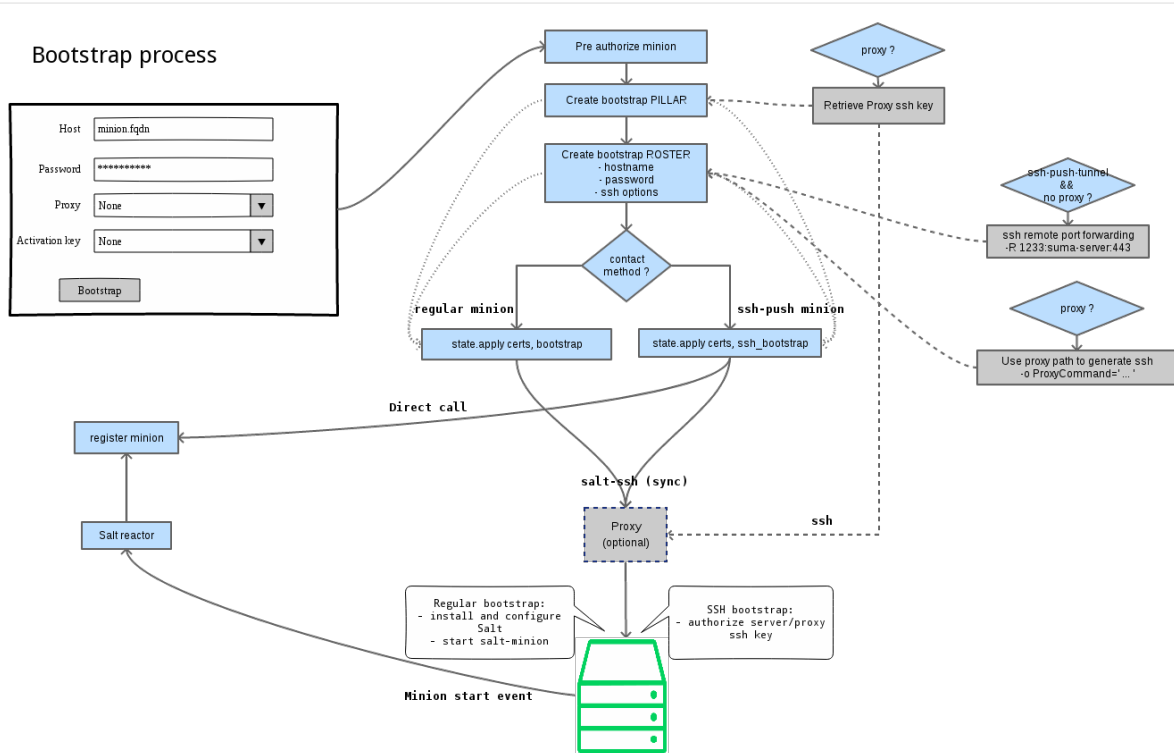 Bootstrap process
Host
minion.fqdn
Password
**********
Proxy
None
Activation key
None
Bootstrap
Pre authorize minion
Create bootstrap PILLAR
Create bootstrap ROSTER
- hostname
- password
- ssh options
contact
method ?
regular minion
ssh-push minion
state.apply certs, bootstrap
state.apply certs, ssh_bootstrap
proxy ?
Retrieve Proxy ssh key
ssh-push-tunnel
&&
no proxy ?
ssh remote port forwarding
-R 1233:suma-server:443
proxy ?
Use proxy path to generate ssh
-o ProxyCommand=' ... '
Direct call
register minion
Salt reactor
salt-ssh (sync)
Proxy
(optional)
ssh
Regular bootstrap:
- install and configure
Salt
- start salt-minion
SSH bootstrap:
- authorize server/proxy
ssh key
Minion start event